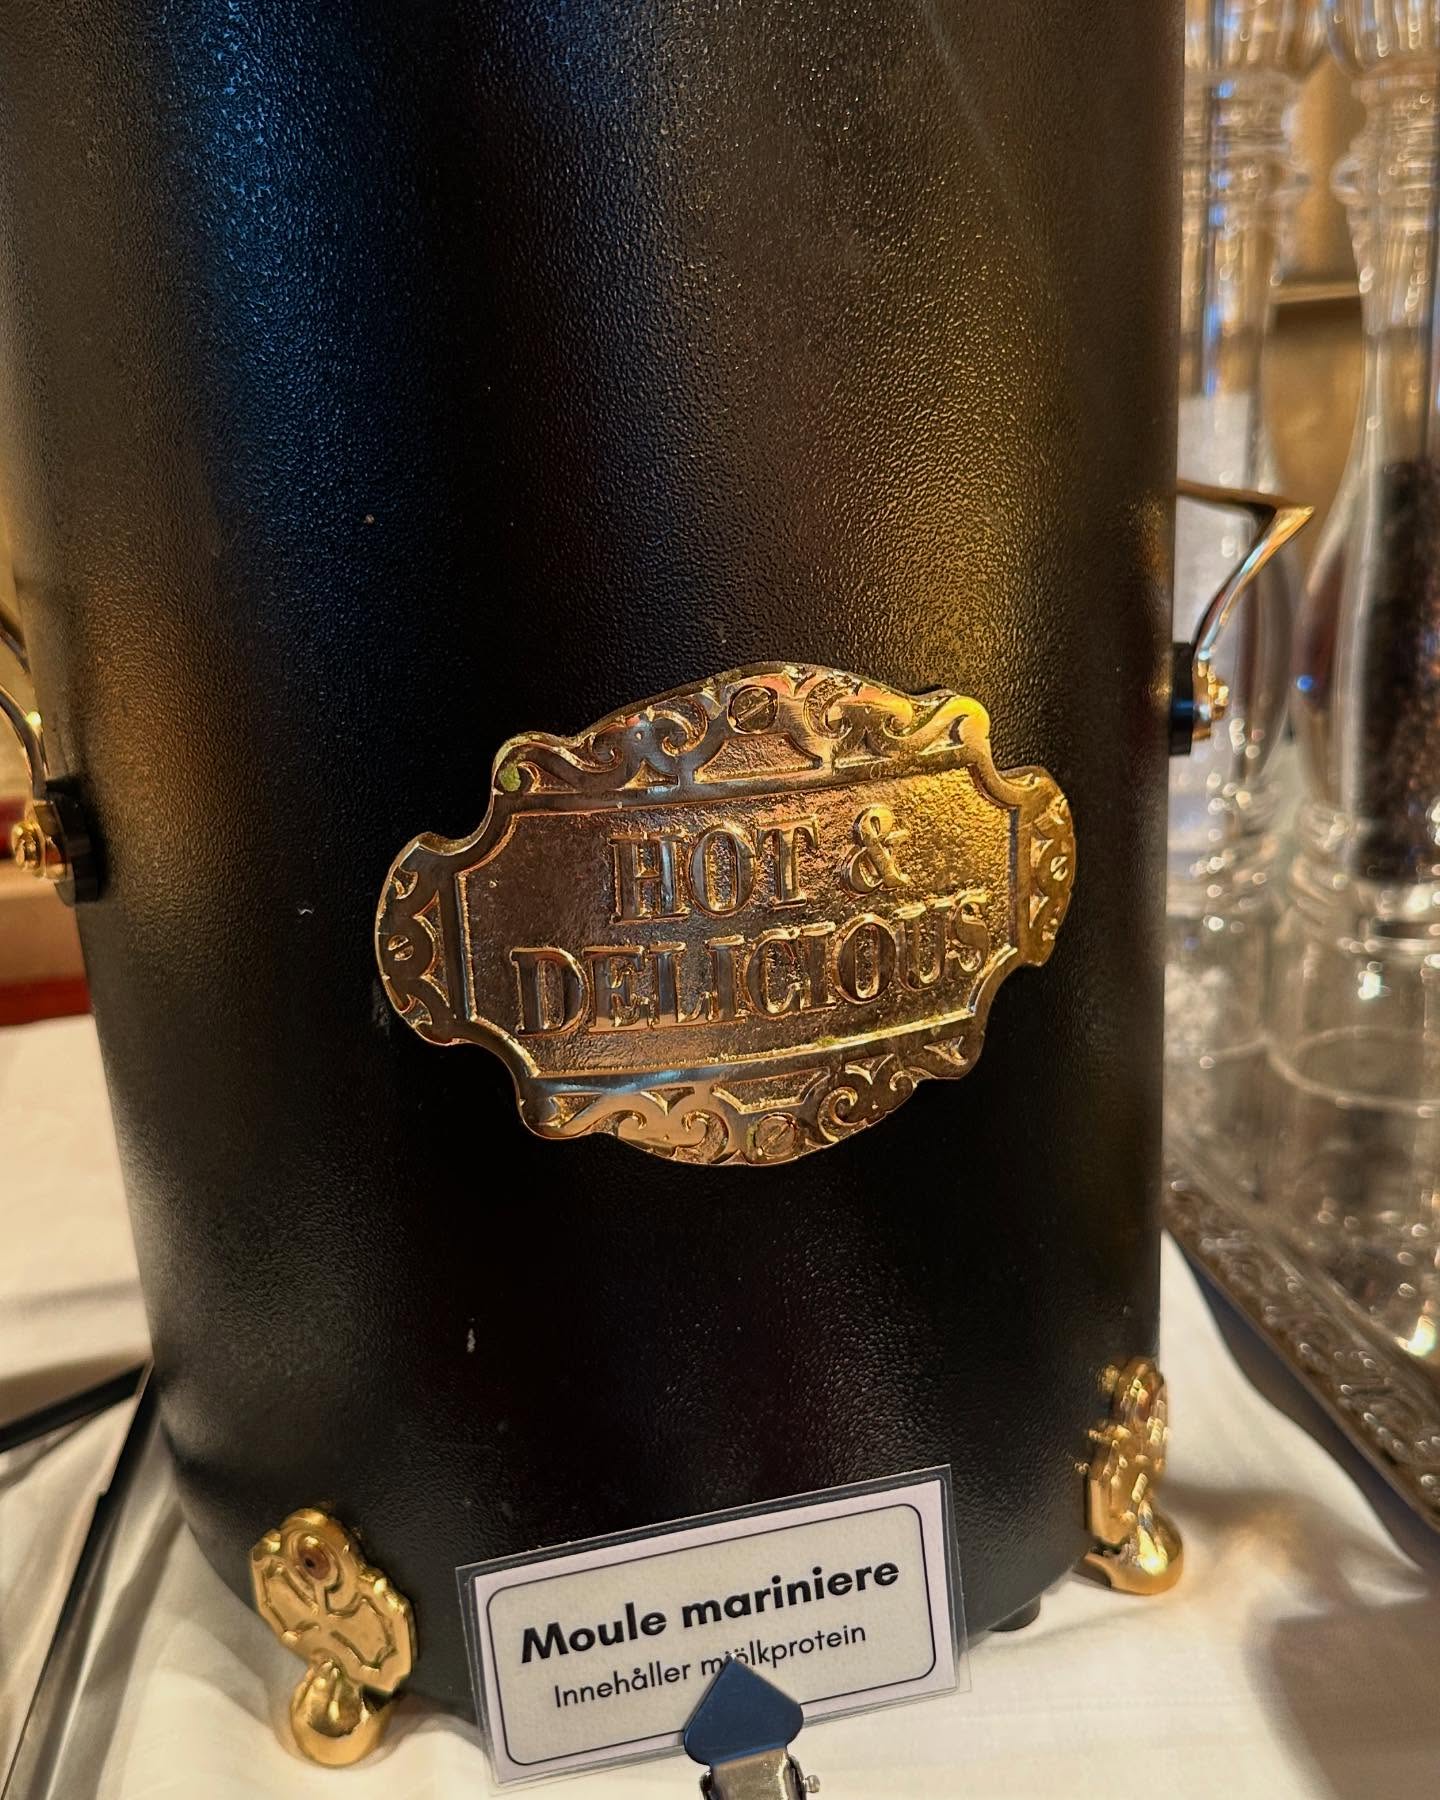 HOT &
DELICIOUS
Moule mariniere
Innehåller mjölkprotein